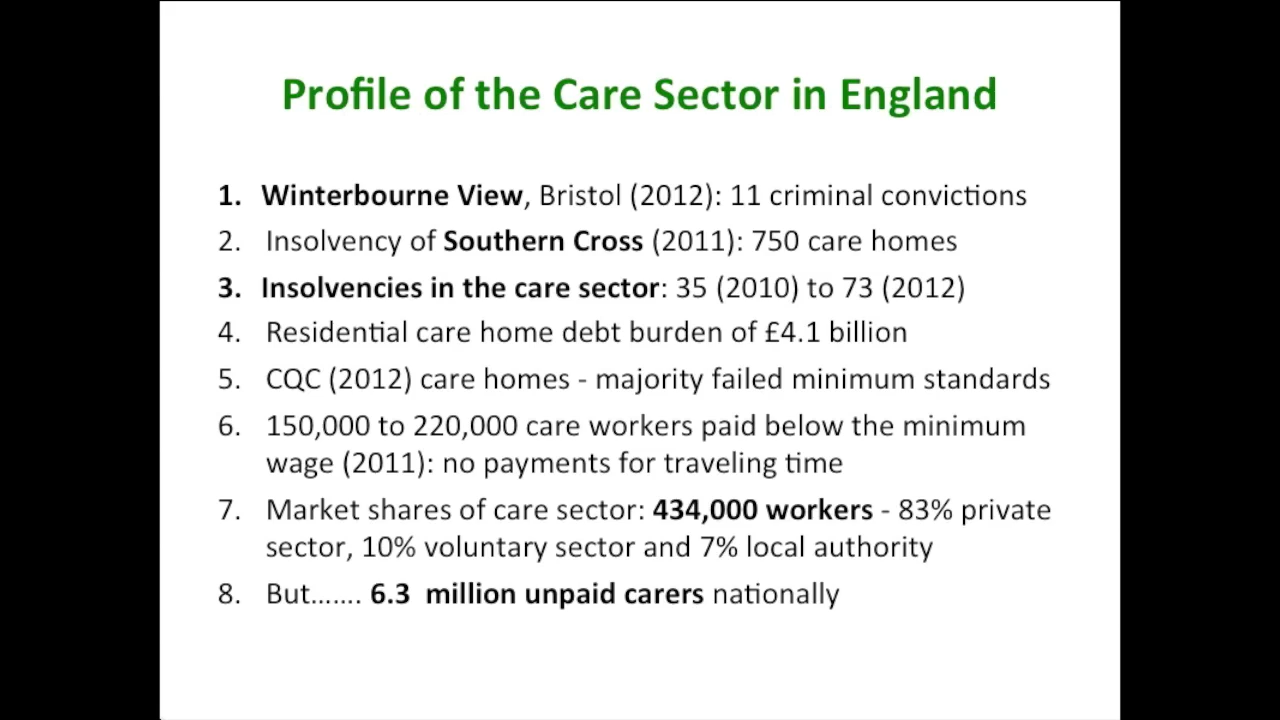 Profile of the Care Sector in England
1. Winterbourne View, Bristol (2012): 11 criminal convictions
2. Insolvency of Southern Cross (2011): 750 care homes
3. Insolvencies in the care sector: 35 (2010) to 73 (2012)
4. Residential care home debt burden of £4.1 billion
5. CQC (2012) care homes - majority failed minimum standards
6. 150,000 to 220,000 care workers paid below the minimum
wage (2011): no payments for traveling time
7. Market shares of care sector: 434,000 workers - 83% private
sector, 10% voluntary sector and 7% local authority
8. But……. 6.3  million unpaid carers nationally